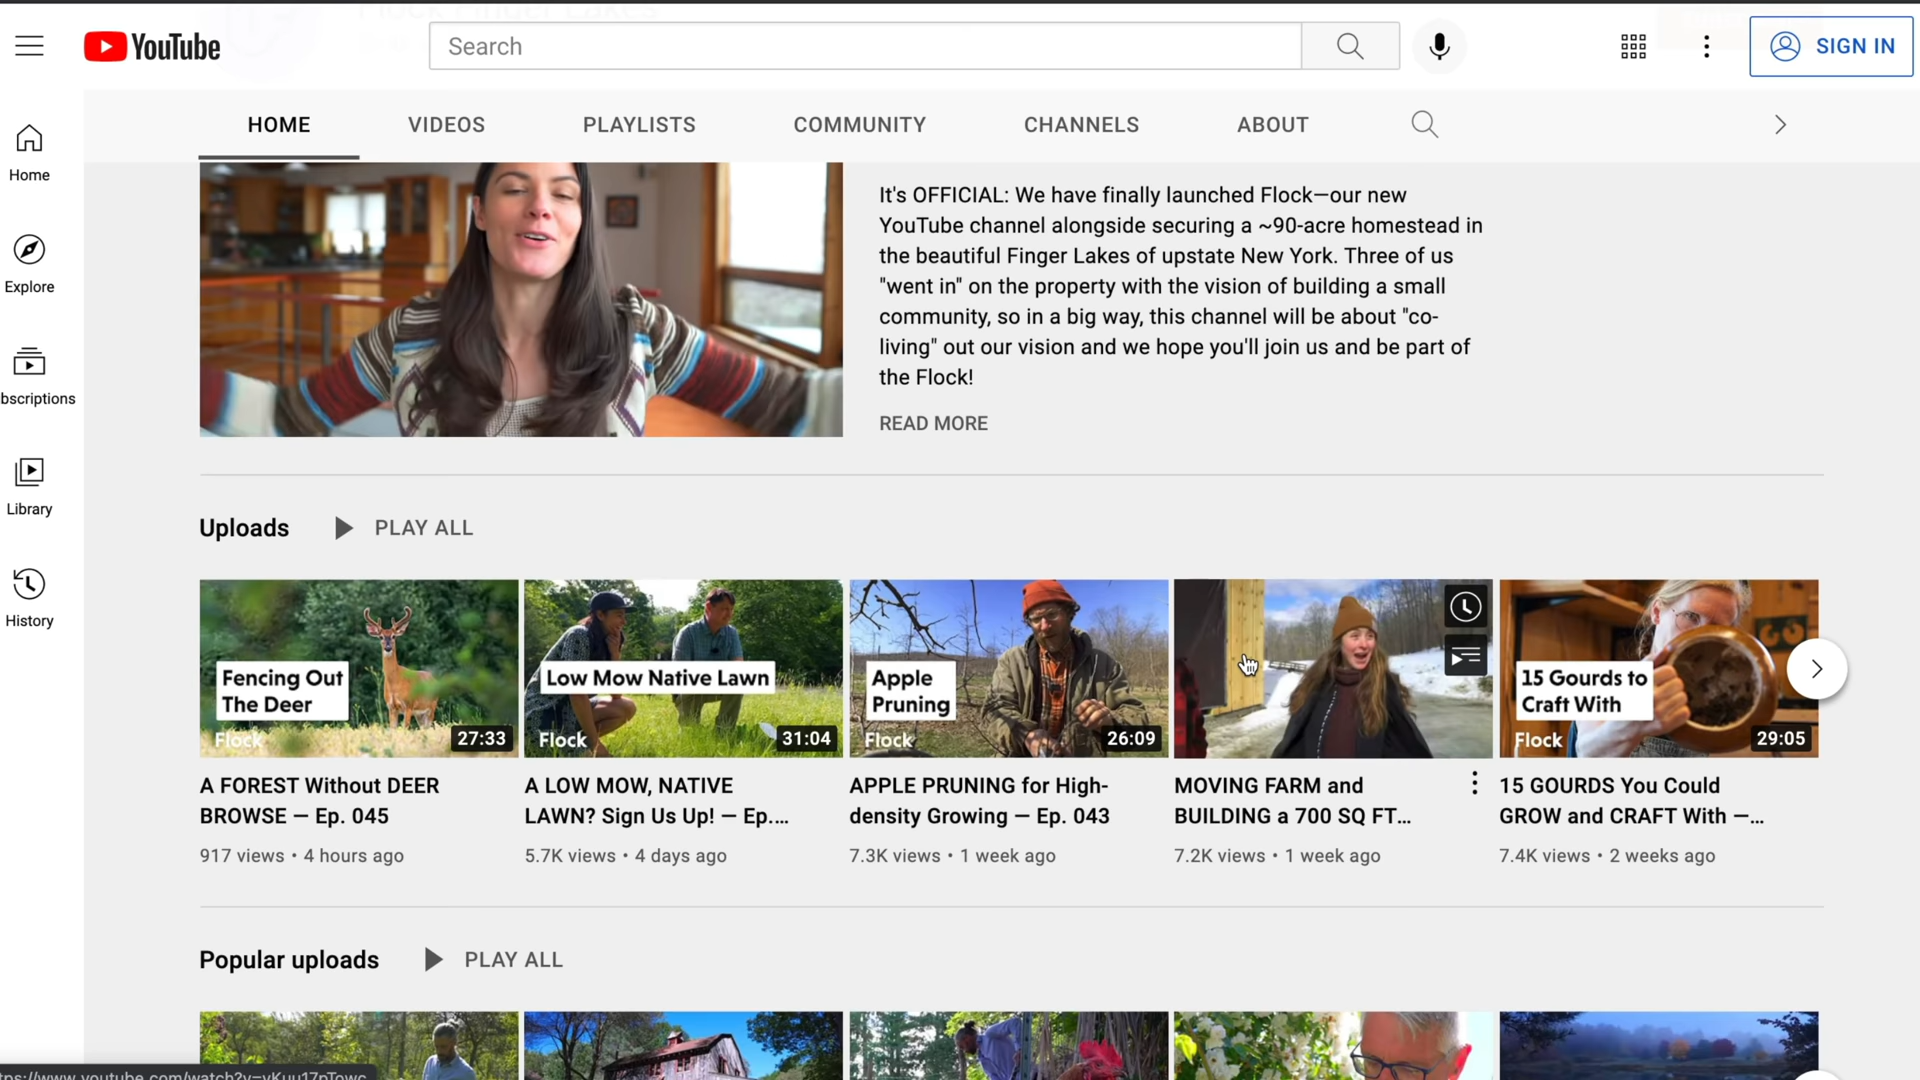 Flock Finger Lakes
YouTube
Search
SIGN IN
HOME
VIDEOS
PLAYLISTS
COMMUNITY
CHANNELS
ABOUT
Home
Explore
bscriptions
Library
History
It's OFFICIAL: We have finally launched Flock—our new
YouTube channel alongside securing a ~90-acre homestead in
the beautiful Finger Lakes of upstate New York. Three of us
"went in" on the property with the vision of building a small
community, so in a big way, this channel will be about "co-
living" out our vision and we hope you'll join us and be part of
the Flock!
READ MORE
Uploads
PLAY ALL
Fencing Out
The Deer
Flock
27:33
A FOREST Without DEER
BROWSE — Ep. 045
917 views • 4 hours ago
Low Mow Native Lawn
Flock
31:04
A LOW MOW, NATIVE
LAWN? Sign Us Up! — Ep....
5.7K views • 4 days ago
Apple
Pruning
Flock
26:09
APPLE PRUNING for High-
density Growing — Ep. 043
7.3K views • 1 week ago
MOVING FARM and
BUILDING a 700 SQ FT...
7.2K views • 1 week ago
15 Gourds to
Craft With
Flock
29:05
15 GOURDS You Could
GROW and CRAFT With —...
7.4K views • 2 weeks ago
Popular uploads
PLAY ALL